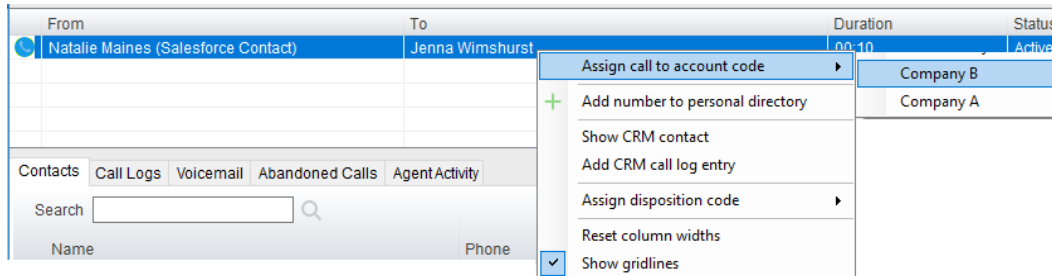 From To Duration Status
Natalie Maines (Salesforce Contact) Jenna Wimshurst 00:10 Active
Assign call to account code
Company B
Company A
Add number to personal directory
Show CRM contact
Add CRM call log entry
Assign disposition code
Reset column widths
Show gridlines
Contacts Call Logs Voicemail Abandoned Calls Agent Activity
Search
Name Phone